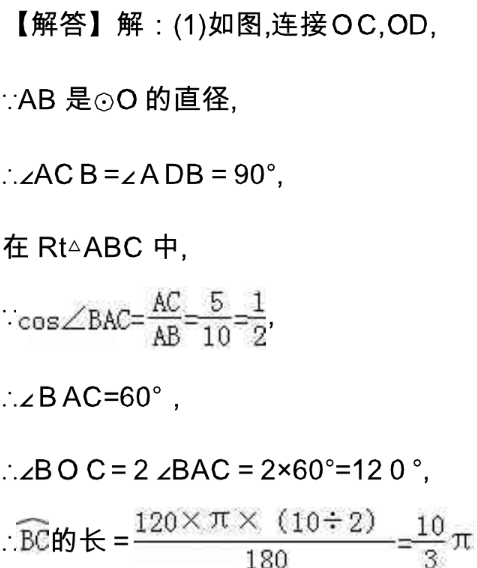 【解答】解：(1)如图,连接OC,OD,
∵AB 是⊙O 的直径,
∴∠ACB=∠ADB = 90°,
在 Rt△ABC 中,
∵cos∠BAC=AC/AB=5/10=1/2,
∴∠BAC=60°,
∴∠BOC=2∠BAC = 2×60°=120°,
∴BC⌢的长=120×π×（10÷2）/180=10/3π